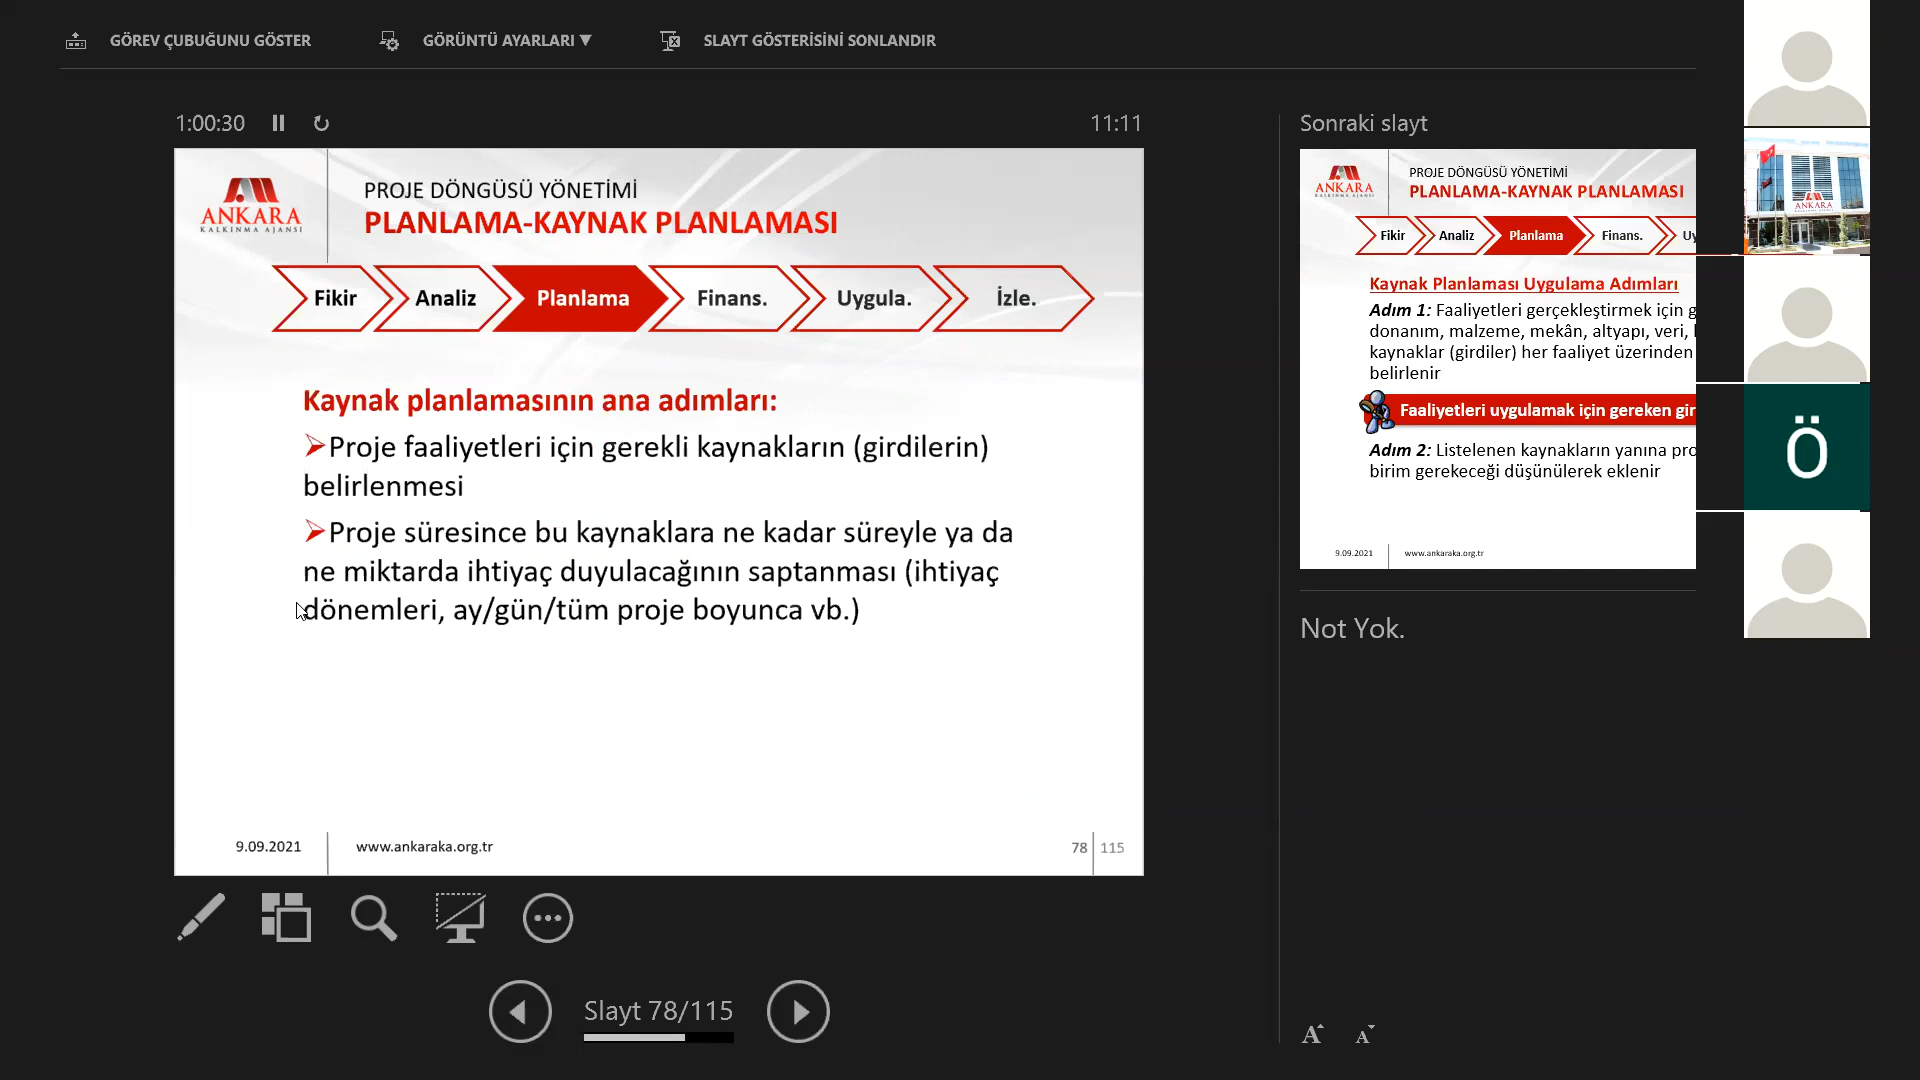 GÖREV ÇUBUĞUNU GÖSTER
GÖRÜNTÜ AYARLARI ▼
SLAYT GÖSTERİSİNİ SONLANDIR
1:00:30
11:11
ANKARA
KALKINMA AJANSI
PROJE DÖNGÜSÜ YÖNETİMİ
PLANLAMA-KAYNAK PLANLAMASI
Fikir
Analiz
Planlama
Finans.
Uygula.
İzle.
Kaynak planlamasının ana adımları:
Proje faaliyetleri için gerekli kaynakların (girdilerin)
belirlenmesi
Proje süresince bu kaynaklara ne kadar süreyle ya da
ne miktarda ihtiyaç duyulacağının saptanması (ihtiyaç
dönemleri, ay/gün/tüm proje boyunca vb.)
9.09.2021
www.ankaraka.org.tr
78
115
Slayt 78/115
Sonraki slayt
ANKARA
KALKINMA AJANSI
PROJE DÖNGÜSÜ YÖNETİMİ
PLANLAMA-KAYNAK PLANLAMASI
Fikir
Analiz
Planlama
Finans.
Uy
Kaynak Planlaması Uygulama Adımları
Adım 1: Faaliyetleri gerçekleştirmek için g
donanım, malzeme, mekân, altyapı, veri,
kaynaklar (girdiler) her faaliyet üzerinden
belirlenir
Faaliyetleri uygulamak için gereken gir
Adım 2: Listelenen kaynakların yanına pro
birim gerekeceği düşünülerek eklenir
9.09.2021
www.ankaraka.org.tr
Not Yok.
A
A
ANKARA
Ö